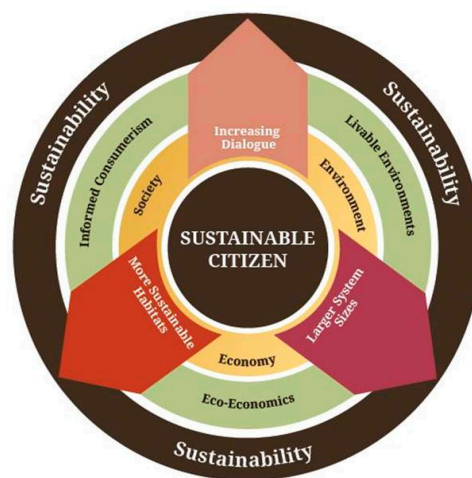 Sustainability
Sustainability
Increasing
Dialogue
Informed Consumerism
Livable Environments
Society
Environment
SUSTAINABLE
CITIZEN
More Sustainable
Habitats
Larger System
Sizes
Economy
Eco-Economics
Sustainability